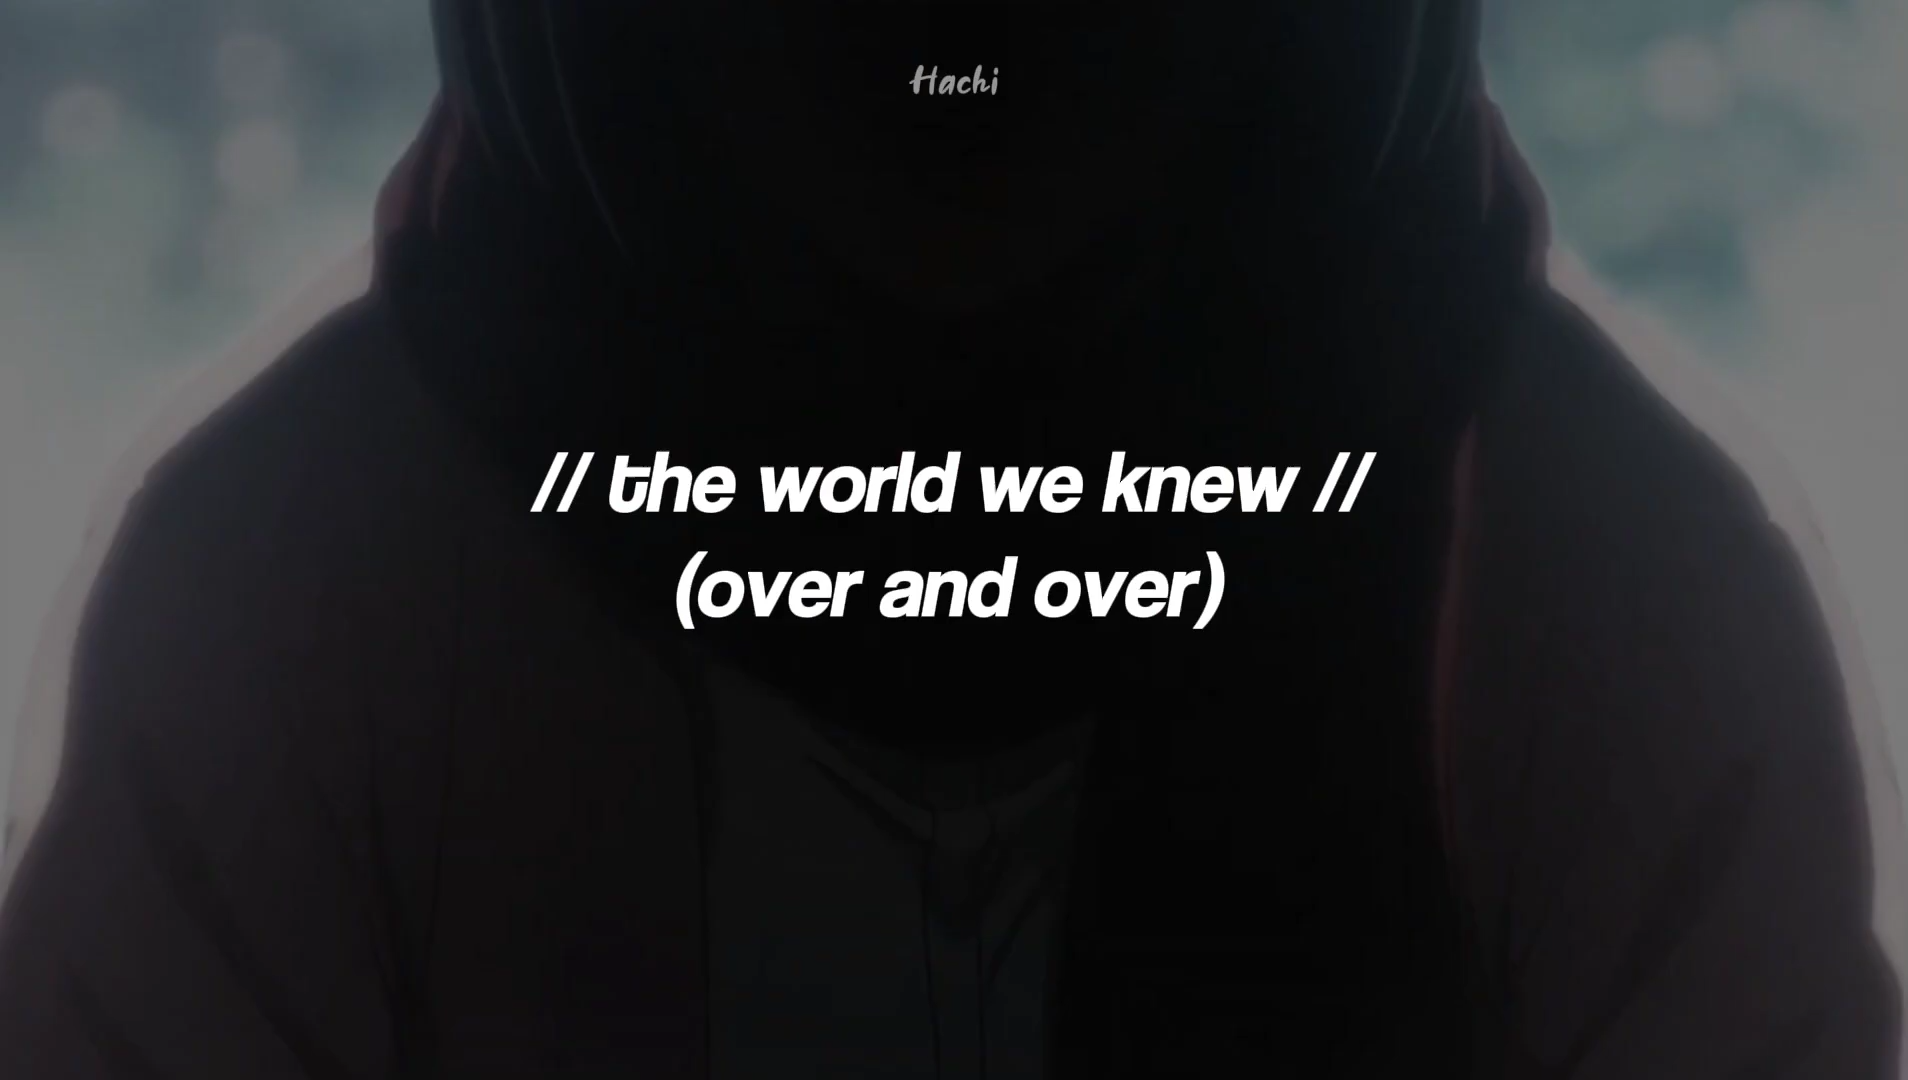 Hachi
// the world we knew //
(over and over)